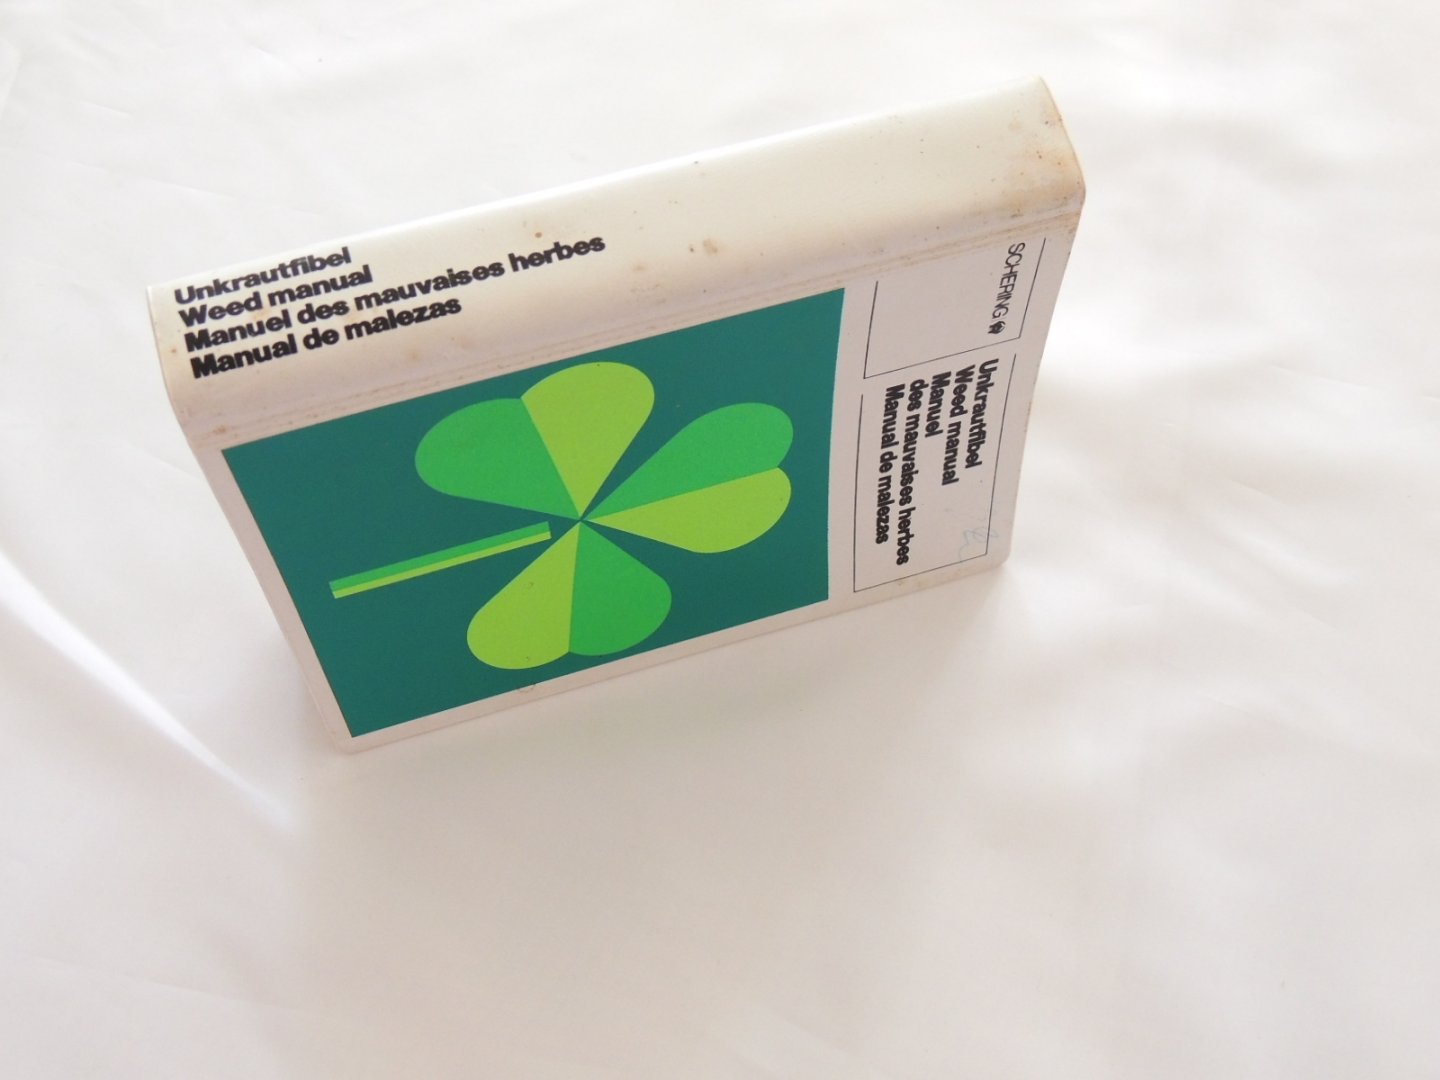 Unkrautfibel
Weed manual
Manuel des mauvaises herbes
Manual de malezas
SCHERING
Unkrautfibel
Weed manual
Manuel
des mauvaises herbes
Manual de malezas